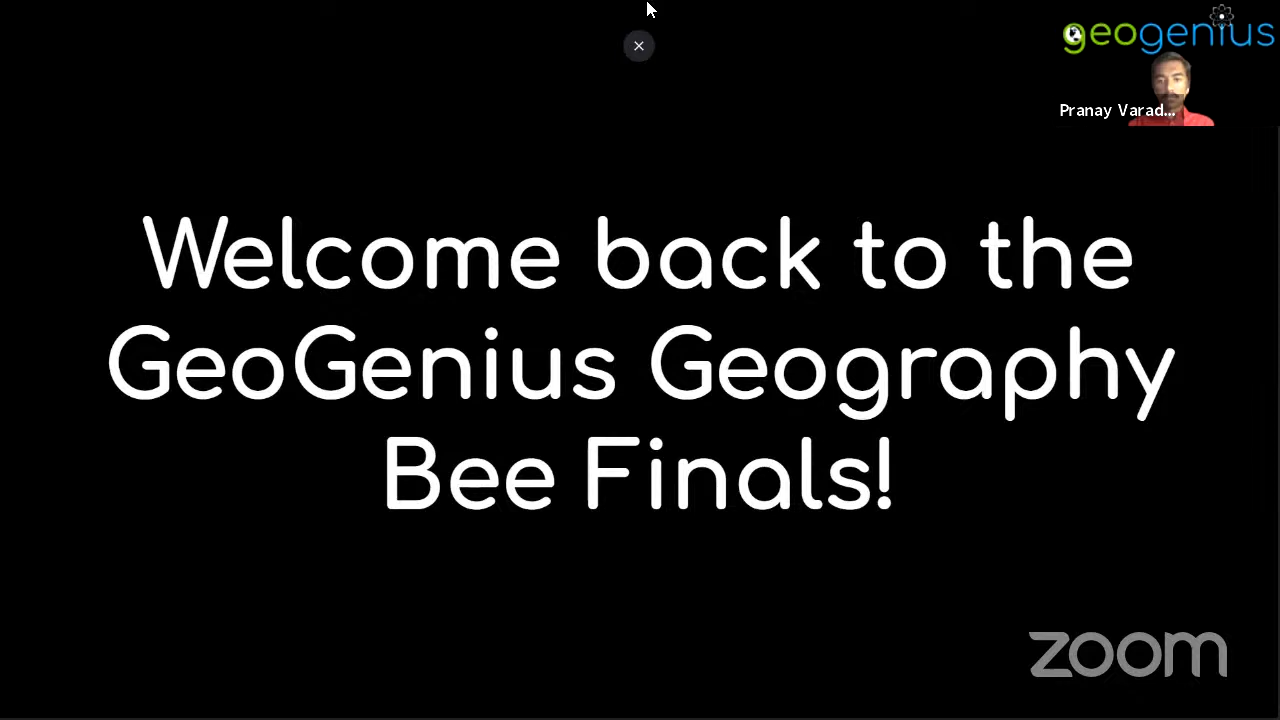 geogenius
Pranay Varad...
Welcome back to the
GeoGenius Geography
Bee Finals!
zoom